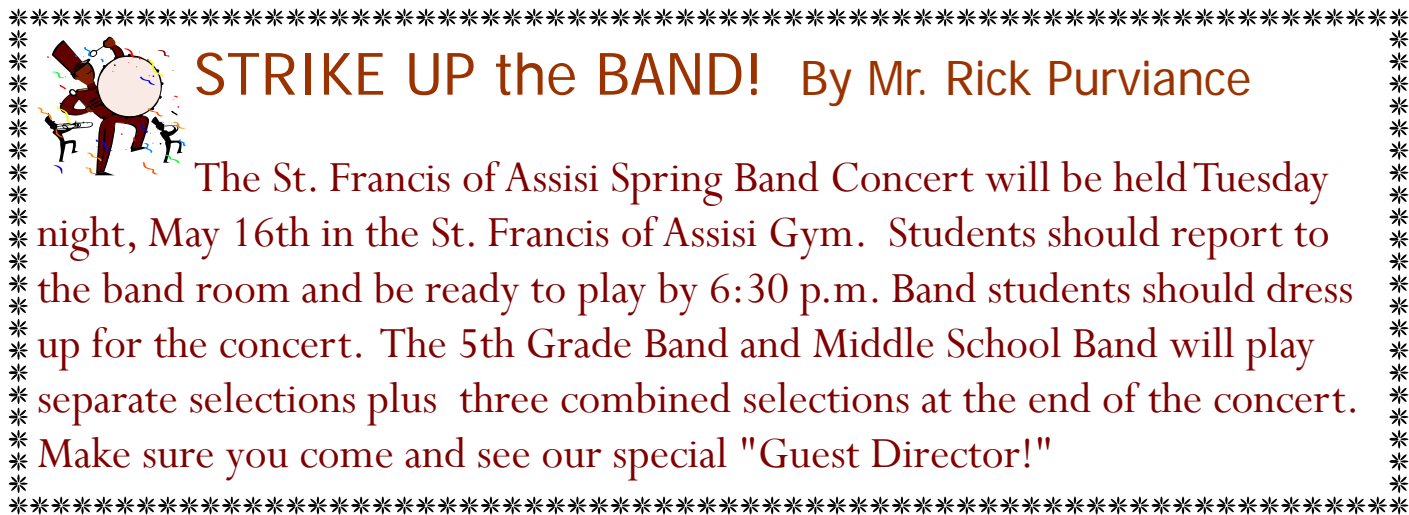 STRIKE UP the BAND! By Mr. Rick Purviance
The St. Francis of Assisi Spring Band Concert will be held Tuesday
night, May 16th in the St. Francis of Assisi Gym. Students should report to
the band room and be ready to play by 6:30 p.m. Band students should dress
up for the concert. The 5th Grade Band and Middle School Band will play
separate selections plus three combined selections at the end of the concert.
Make sure you come and see our special "Guest Director!"